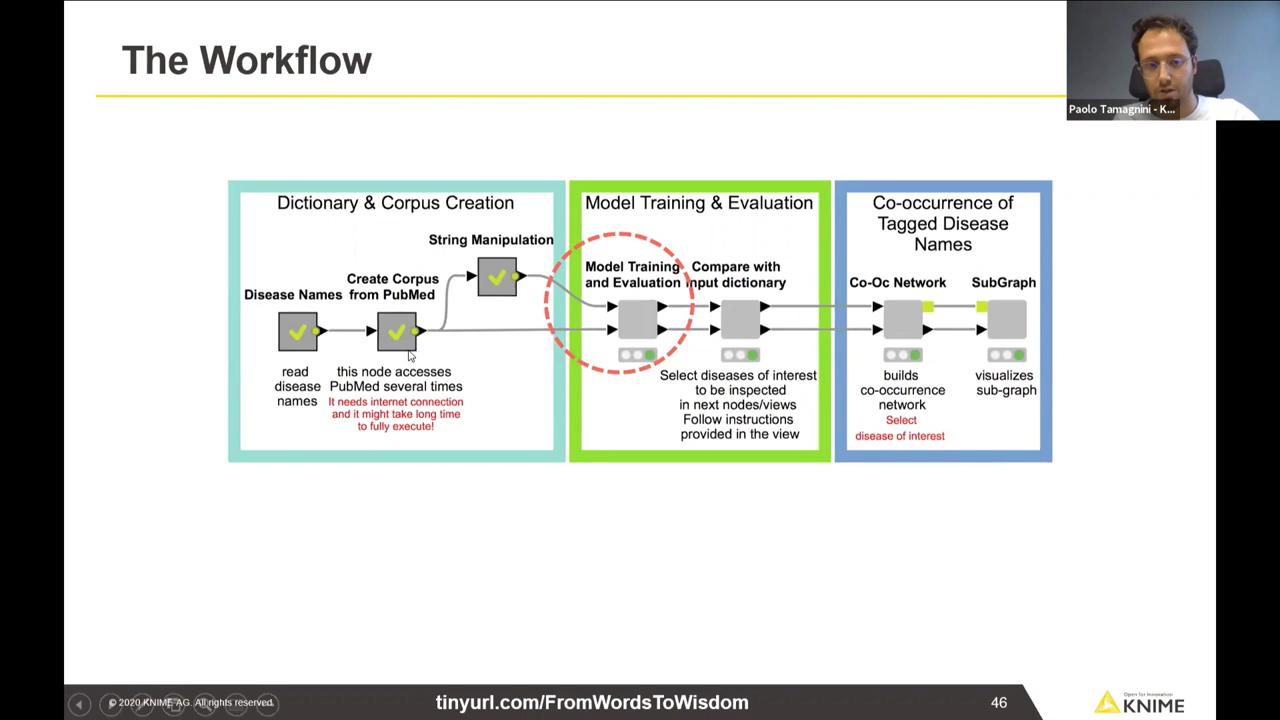 The Workflow
Paolo Tamagnini - K...
Dictionary & Corpus Creation
String Manipulation
Create Corpus
from PubMed
Disease Names
read
disease
names
this node accesses
PubMed several times
It needs internet connection
and it might take long time
to fully execute!
Model Training & Evaluation
Model Training
and Evaluation
Compare with
input dictionary
Select diseases of interest
to be inspected
in next nodes/views
Follow instructions
provided in the view
Co-occurrence of
Tagged Disease
Names
Co-Oc Network
SubGraph
builds
co-occurrence
network
Select
disease of interest
visualizes
sub-graph
© 2020 KNIME AG. All rights reserved.
tinyurl.com/FromWordsToWisdom
46
Open for Innovation
KNIME